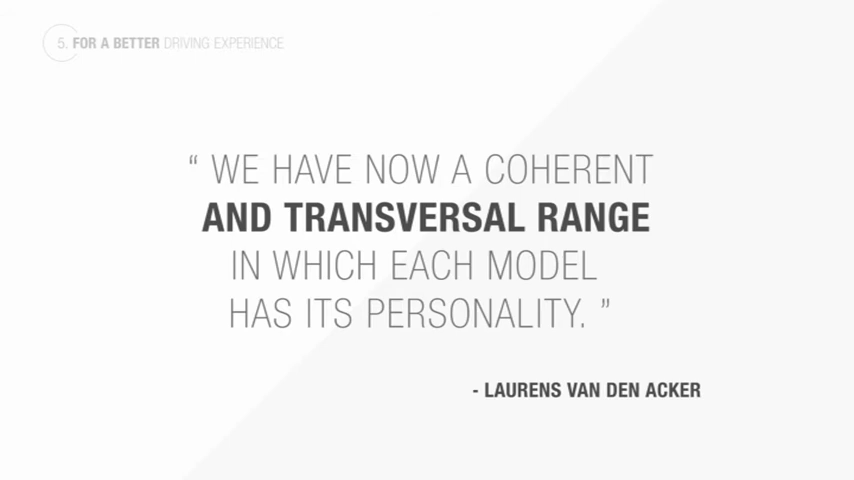 5. FOR A BETTER DRIVING EXPERIENCE
“ WE HAVE NOW A COHERENT
AND TRANSVERSAL RANGE
IN WHICH EACH MODEL
HAS ITS PERSONALITY. ”
- LAURENS VAN DEN ACKER